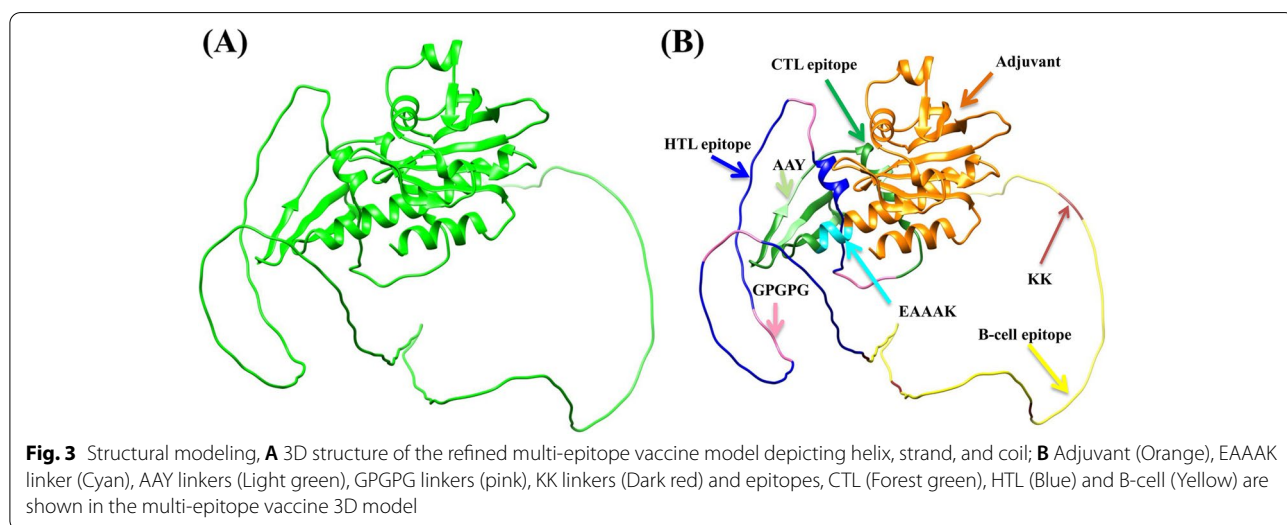 (A)
(B)
CTL epitope
Adjuvant
HTL epitope
AAY
KK
GPGPG
EAAAK
B-cell epitope
Fig. 3 Structural modeling, A 3D structure of the refined multi-epitope vaccine model depicting helix, strand, and coil; B Adjuvant (Orange), EAAAK
linker (Cyan), AAY linkers (Light green), GPGPG linkers (pink), KK linkers (Dark red) and epitopes, CTL (Forest green), HTL (Blue) and B-cell (Yellow) are
shown in the multi-epitope vaccine 3D model